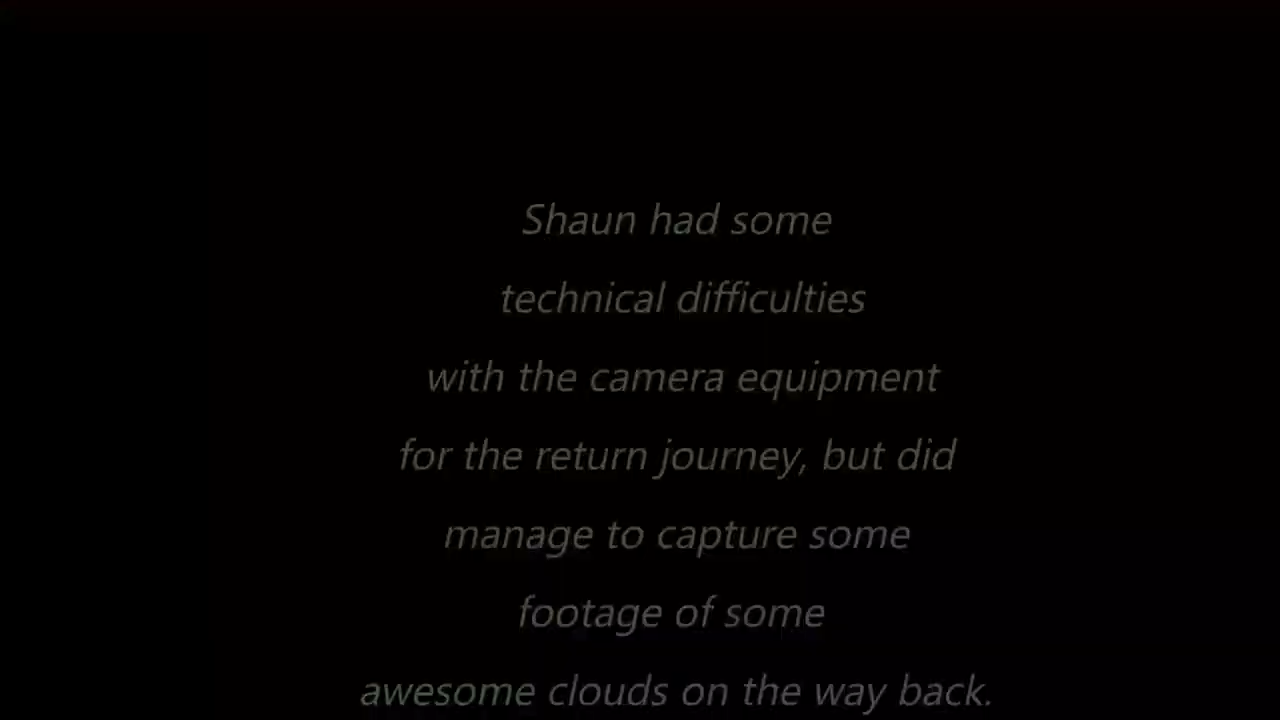 Shaun had some
technical difficulties
with the camera equipment
for the return journey, but did
manage to capture some
footage of some
awesome clouds on the way back.